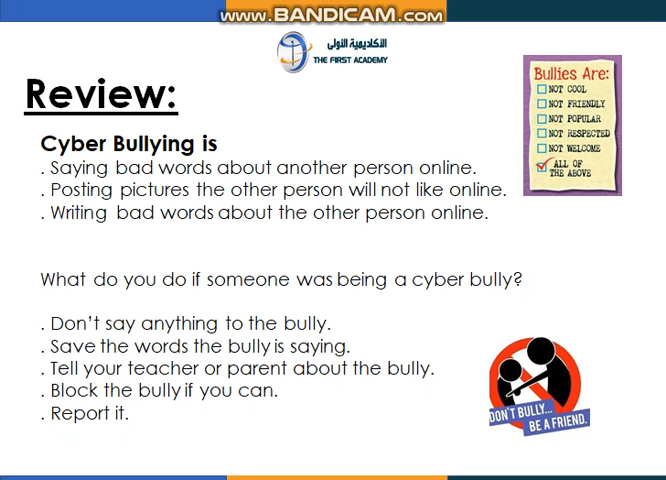 www.BANDICAM.com
الأكاديمية الأولى
THE FIRST ACADEMY
Review:
Bullies Are:
NOT COOL
NOT FRIENDLY
NOT POPULAR
NOT RESPECTED
NOT WELCOME
ALL OF
THE ABOVE
Cyber Bullying is
. Saying bad words about another person online.
. Posting pictures the other person will not like online.
. Writing bad words about the other person online.
What do you do if someone was being a cyber bully?
. Don't say anything to the bully.
. Save the words the bully is saying.
. Tell your teacher or parent about the bully.
. Block the bully if you can.
. Report it.
DON'T BULLY...
BE A FRIEND.